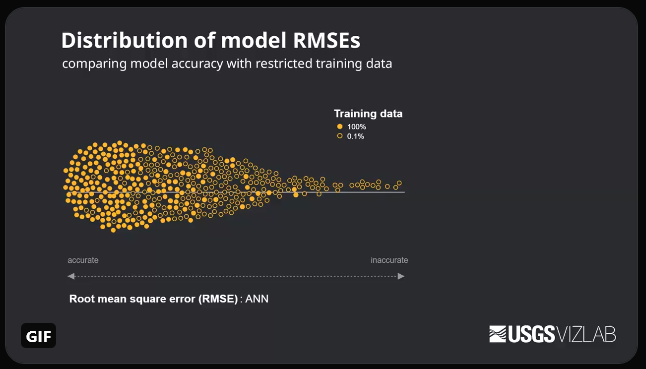 Distribution of model RMSEs
comparing model accuracy with restricted training data
Training data
100%
0.1%
accurate
inaccurate
Root mean square error (RMSE) : ANN
GIF
USGS VIZLAB